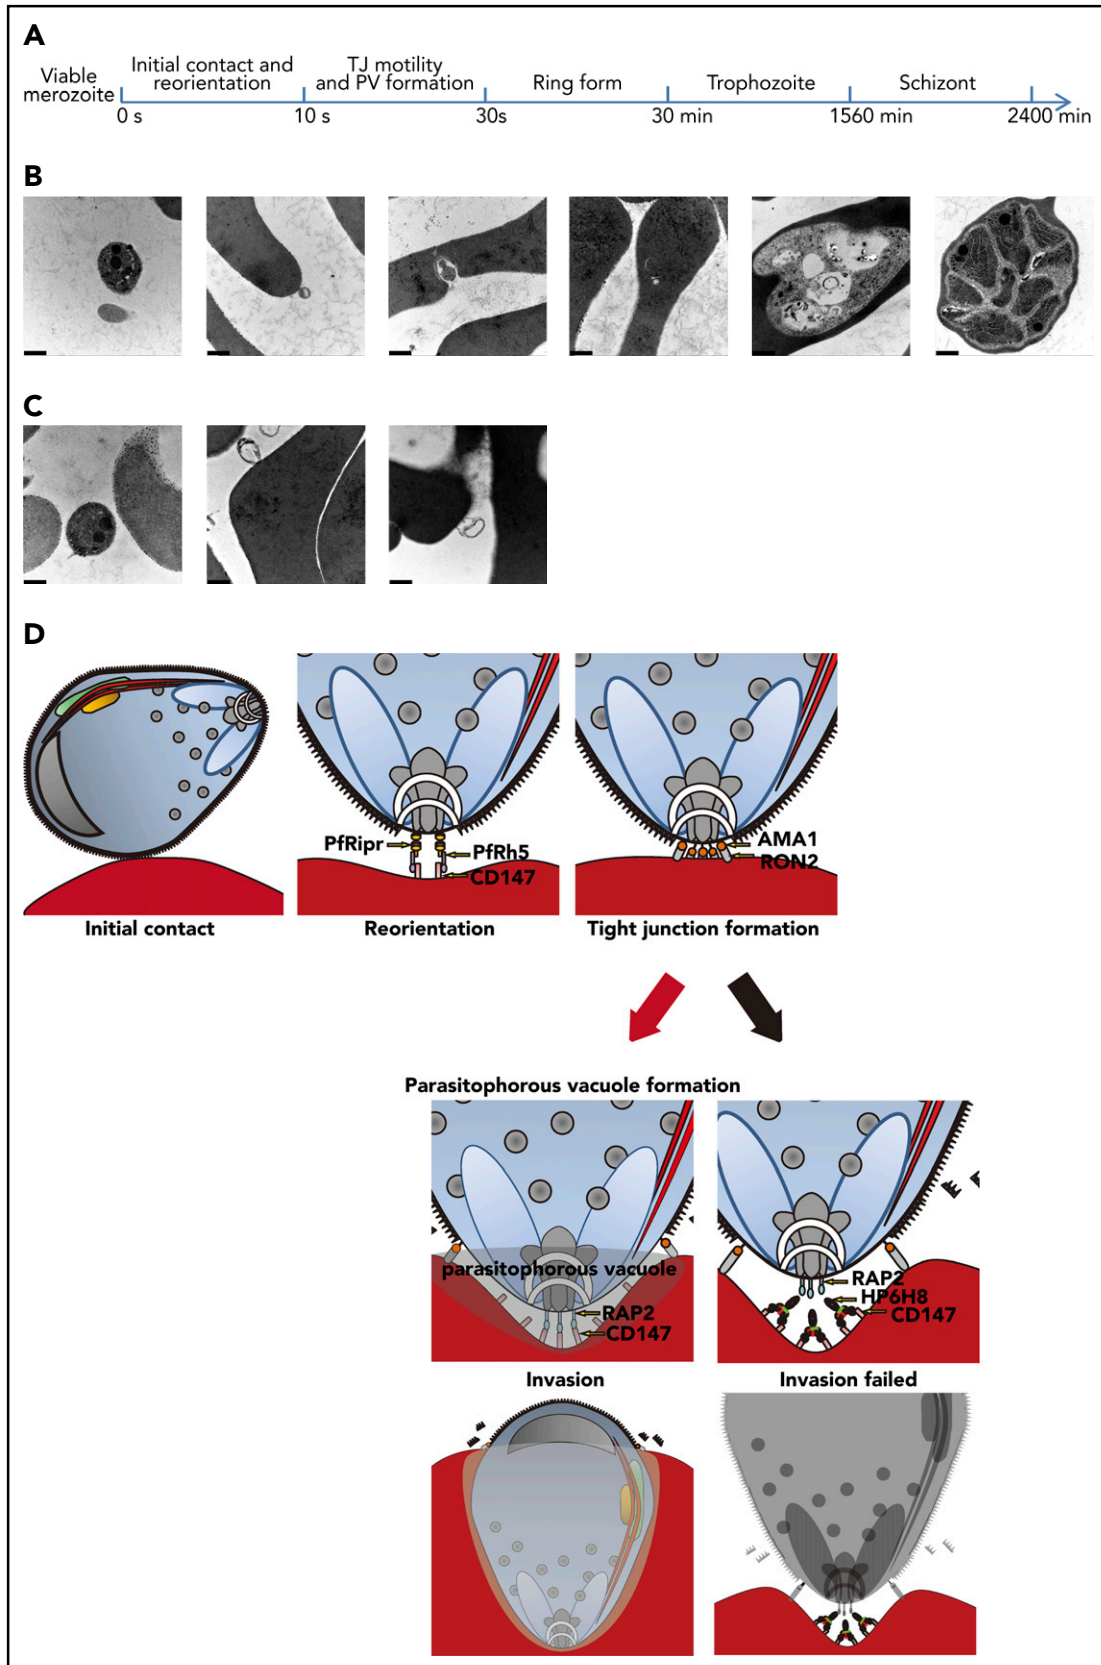 A
Viable
merozoite
Initial contact and
reorientation
TJ motility
and PV formation
Ring form
Trophozoite
Schizont
0 s
10 s
30s
30 min
1560 min
2400 min
B
C
D
PfRipr
PfRh5
CD147
AMA1
RON2
Initial contact
Reorientation
Tight junction formation
Parasitophorous vacuole formation
parasitophorous vacuole
RAP2
CD147
RAP2
HP6H8
CD147
Invasion
Invasion failed